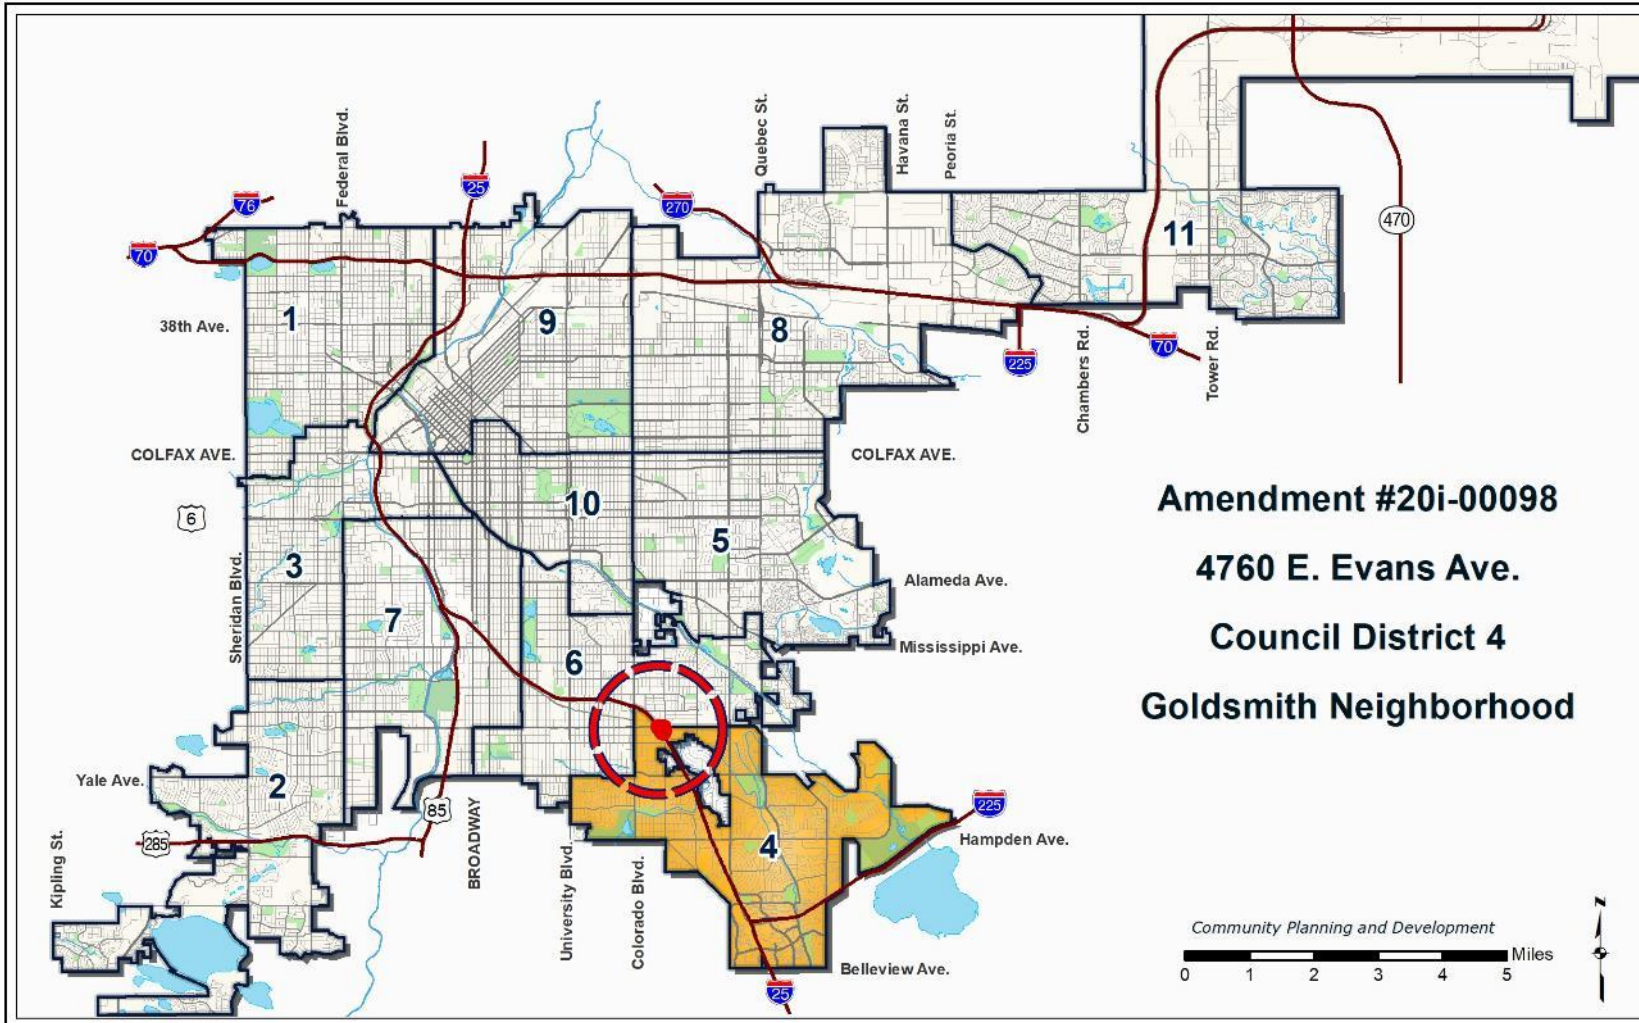 Federal Blvd.
Quebec St.
Havana St.
Peoria St.
76
25
270
70
470
11
38th Ave.
1
9
8
225
70
Chambers Rd.
Tower Rd.
COLFAX AVE.
COLFAX AVE.
6
10
5
3
Sheridan Blvd.
7
Alameda Ave.
Mississippi Ave.
6
Amendment #20i-00098
4760 E. Evans Ave.
Council District 4
Goldsmith Neighborhood
Yale Ave.
2
85
285
BROADWAY
University Blvd.
Colorado Blvd.
4
225
Hampden Ave.
Kipling St.
Belleview Ave.
25
Community Planning and Development
Miles
0 1 2 3 4 5
Z